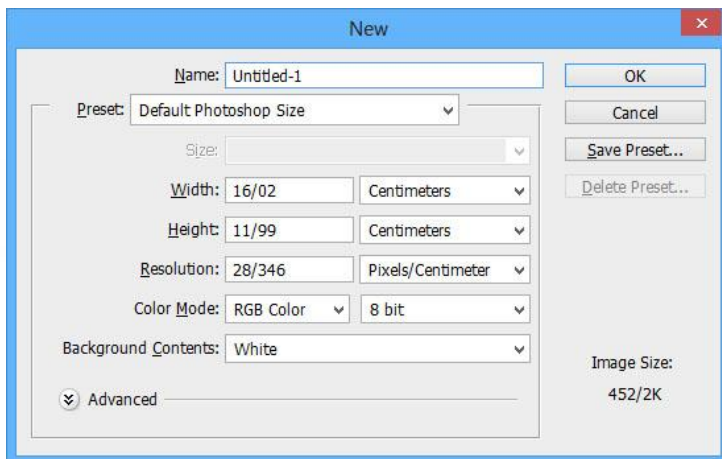 New
Name: Untitled-1
OK
Preset: Default Photoshop Size
Cancel
Size:
Save Preset...
Width: 16/02 Centimeters
Delete Preset...
Height: 11/99 Centimeters
Resolution: 28/346 Pixels/Centimeter
Color Mode: RGB Color 8 bit
Background Contents: White
Image Size:
452/2K
Advanced